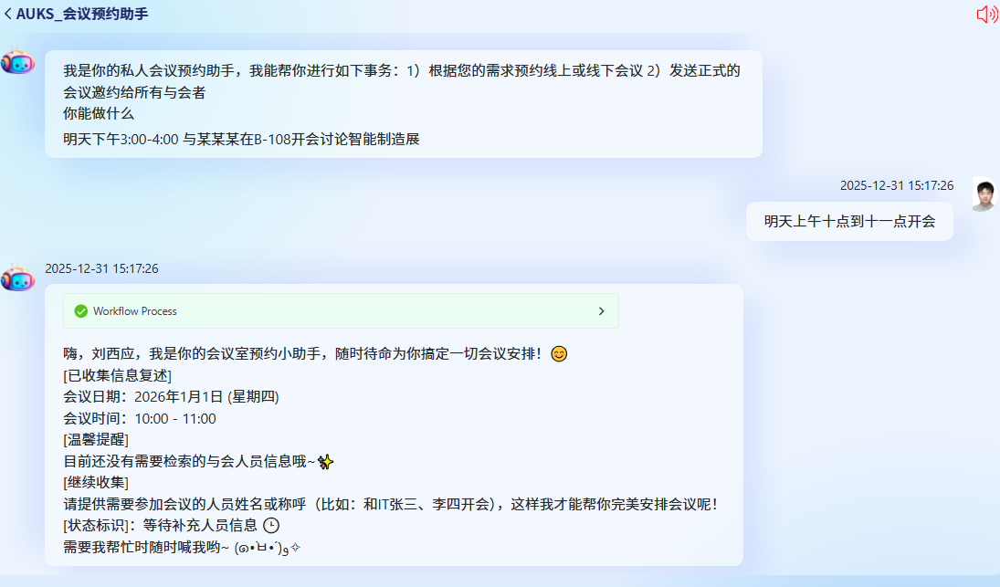 AUKS_会议预约助手
我是你的私人会议预约助手，我能帮你进行如下事务：1）根据您的需求预约线上或线下会议 2）发送正式的
会议邀约给所有与会者
你能做什么
明天下午3:00-4:00 与某某某在B-108开会讨论智能制造展
2025-12-31 15:17:26
明天上午十点到十一点开会
2025-12-31 15:17:26
Workflow Process
嗨，刘西应，我是你的会议室预约小助手，随时待命为你搞定一切会议安排！😊
[已收集信息复述]
会议日期：2026年1月1日 (星期四)
会议时间：10:00 - 11:00
[温馨提醒]
目前还没有需要检索的与会人员信息哦~✨
[继续收集]
请提供需要参加会议的人员姓名或称呼（比如：和IT张三、李四开会），这样我才能帮你完美安排会议呢！
[状态标识]：等待补充人员信息 🕒
需要我帮忙时随时喊我哟~ (๑•̀ㅂ•́)و✧